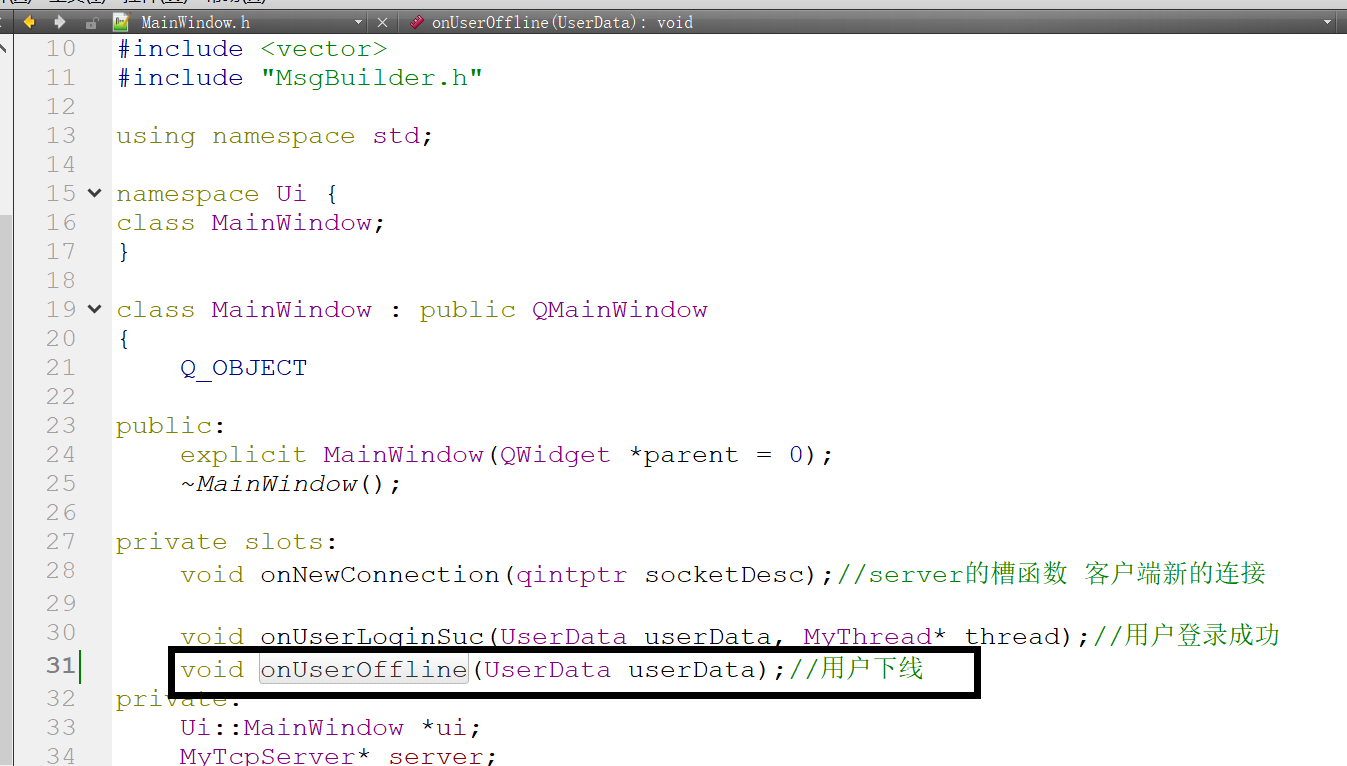 MainWindow.h onUserOffline(UserData): void
10 #include <vector>
11 #include "MsgBuilder.h"
12
13 using namespace std;
14
15 namespace Ui {
16 class MainWindow;
17 }
18
19 class MainWindow : public QMainWindow
20 {
21 Q_OBJECT
22
23 public:
24 explicit MainWindow(QWidget *parent = 0);
25 ~MainWindow();
26
27 private slots:
28 void onNewConnection(qintptr socketDesc);//server的槽函数 客户端新的连接
29
30 void onUserLoginSuc(UserData userData, MyThread* thread);//用户登录成功
31 void onUserOffline(UserData userData);//用户下线
32 private:
33 Ui::MainWindow *ui;
34 MyTcpServer* server;